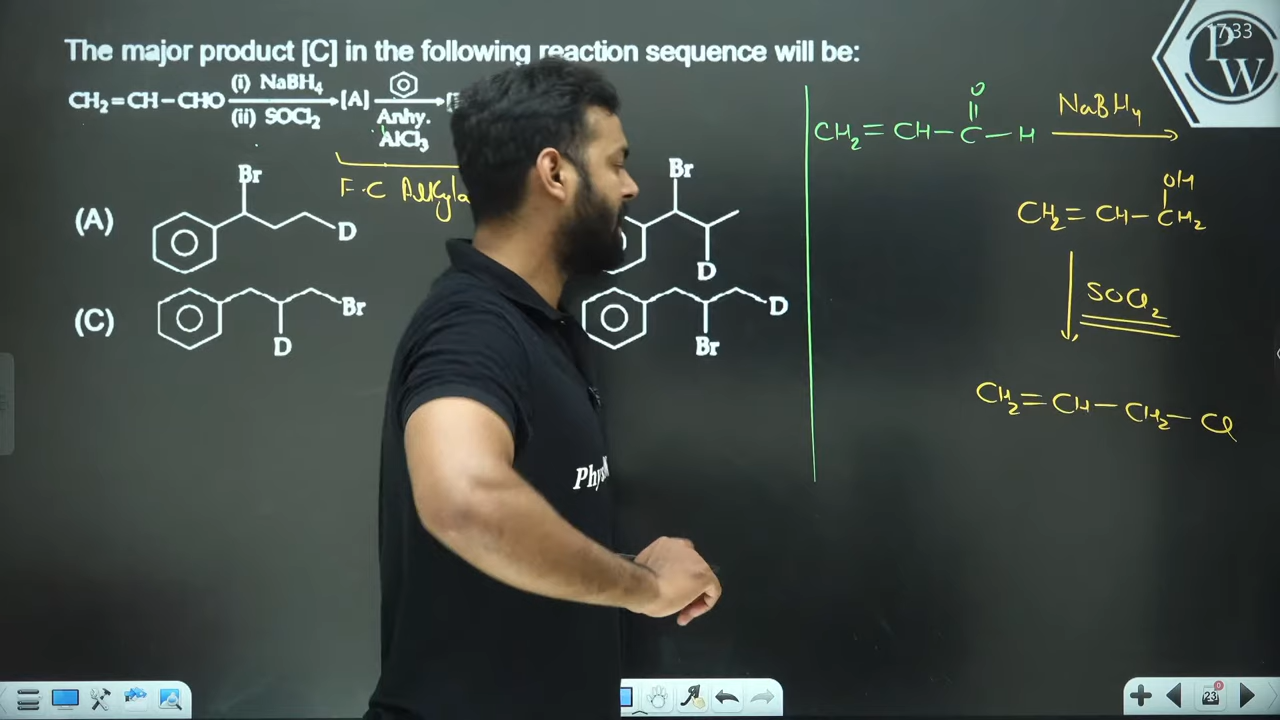 The major product [C] in the following reaction sequence will be:
(i) NaBH₄
CH₂=CH–CHO [A] [
(ii) SOCl₂ Anhy.
AlCl₃
F.C Alkyla
(A) Br D
Br D
(C) D Br
D Br
O
CH₂=CH–C–H NaBH₄
OH
CH₂=CH–CH₂
SOCl₂
CH₂=CH–CH₂–Cl
17:33
PW
Phys
23